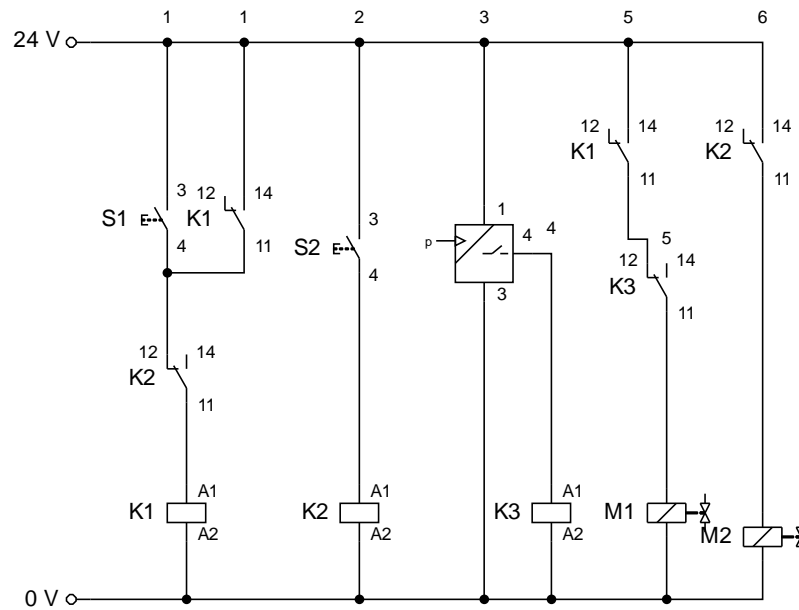 1 1 2 3 5 6
24 V
12 14 12 14
K1 K2
11 11
3 12 14
S1 K1
4 11
3
S2
4
1
p 4 4
3
5
12 14
K3
11
12 14
K2
11
A1 A1 A1
K1 K2 K3 M1 M2
A2 A2 A2
0 V